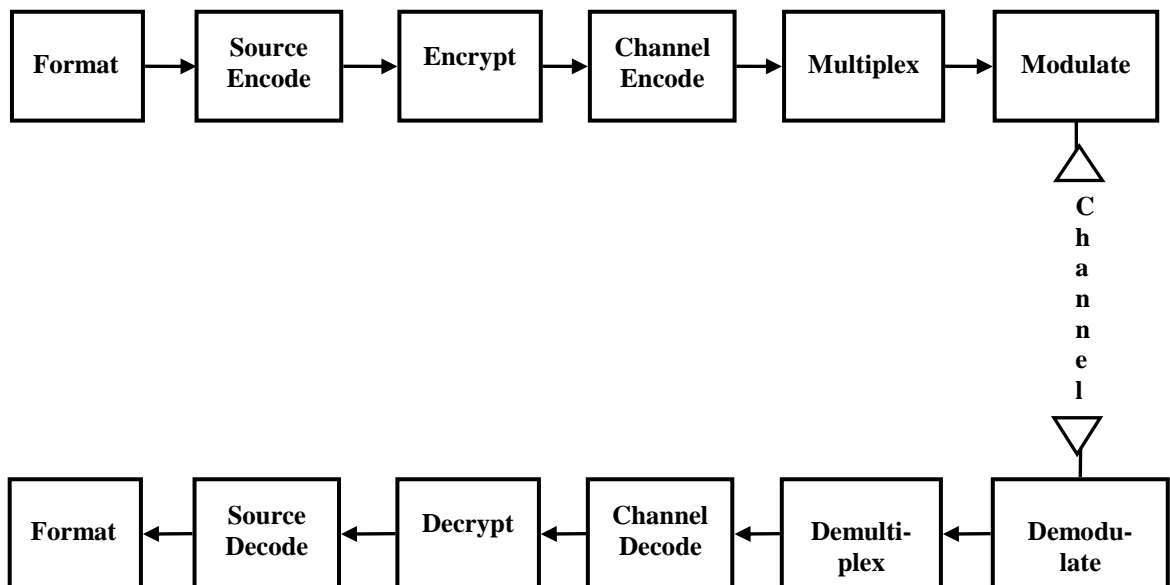 Format
Source
Encode
Encrypt
Channel
Encode
Multiplex
Modulate
C
h
a
n
n
e
l
Format
Source
Decode
Decrypt
Channel
Decode
Demulti-
plex
Demodu-
late